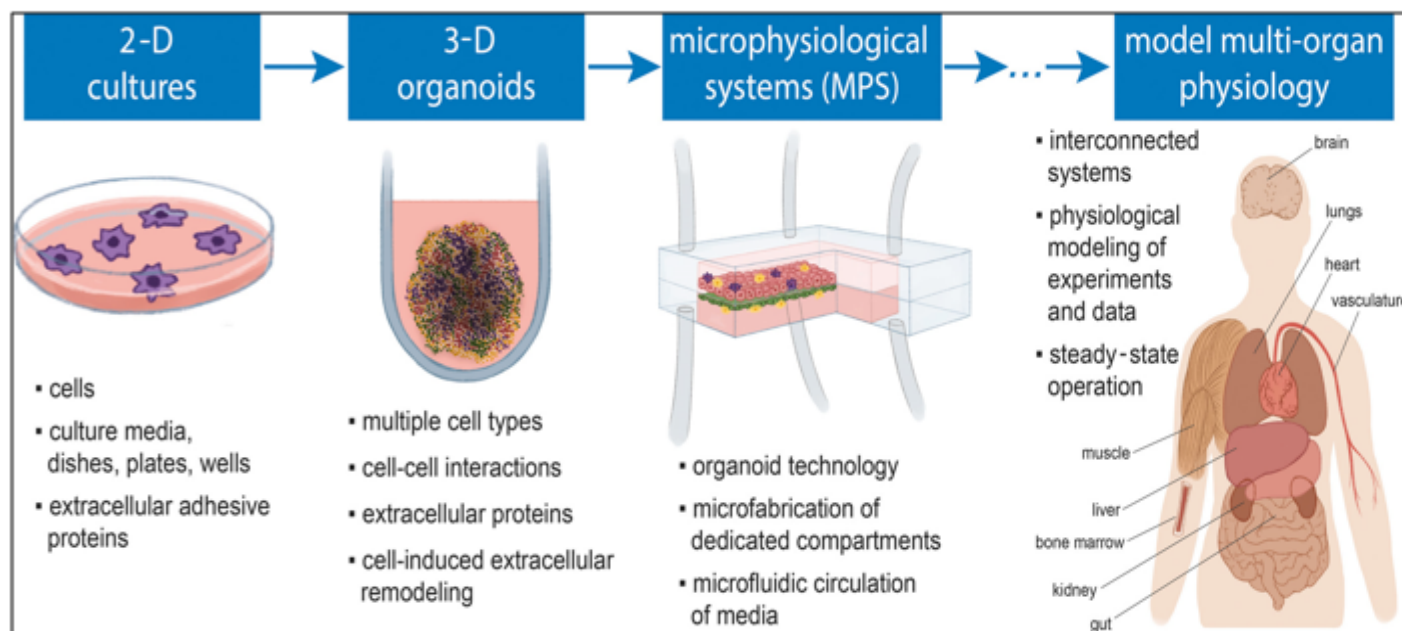 2-D
cultures
3-D
organoids
microphysiological
systems (MPS)
...
model multi-organ
physiology
▪ cells
▪ culture media,
dishes, plates, wells
▪ extracellular adhesive
proteins
▪ multiple cell types
▪ cell-cell interactions
▪ extracellular proteins
▪ cell-induced extracellular
remodeling
▪ organoid technology
▪ microfabrication of
dedicated compartments
▪ microfluidic circulation
of media
▪ interconnected
systems
▪ physiological
modeling of
experiments
and data
▪ steady-state
operation
brain
lungs
heart
vasculature
muscle
liver
bone marrow
kidney
gut